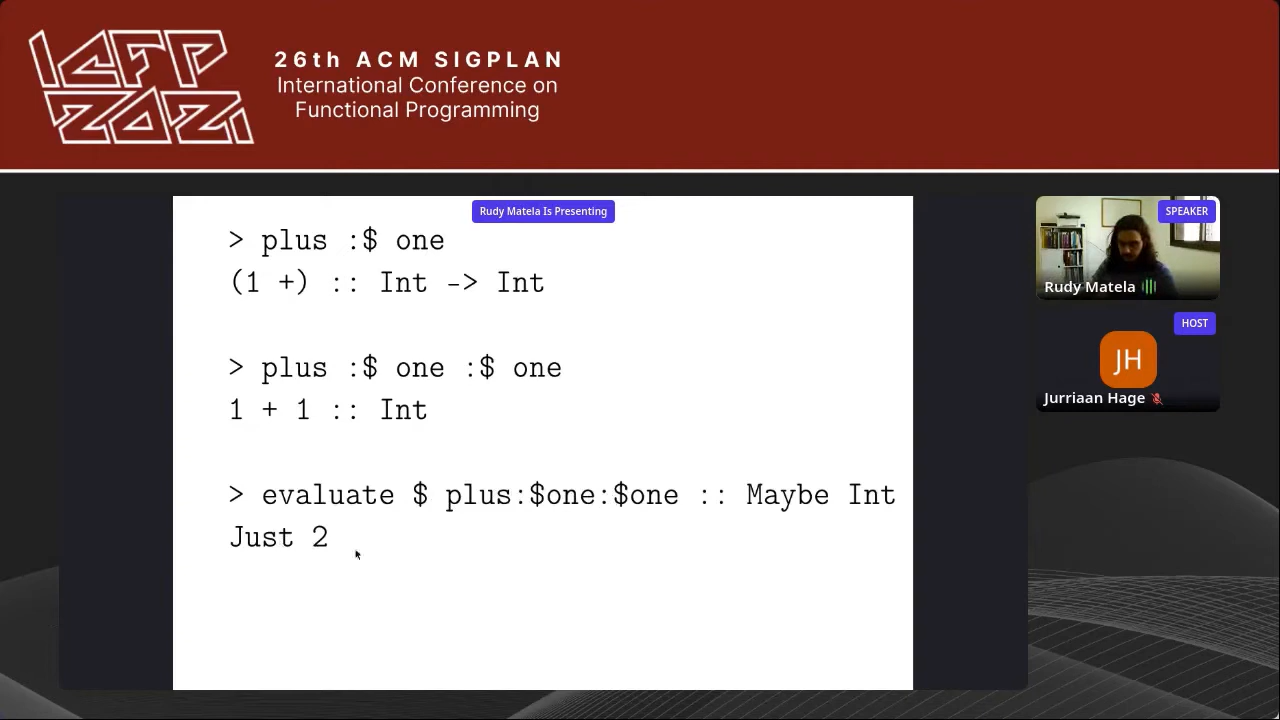 ICFP
2021
26th ACM SIGPLAN
International Conference on
Functional Programming
Rudy Matela Is Presenting
> plus :$ one
(1 +) :: Int -> Int
> plus :$ one :$ one
1 + 1 :: Int
> evaluate $ plus:$one:$one :: Maybe Int
Just 2
SPEAKER
Rudy Matela
HOST
JH
Jurriaan Hage